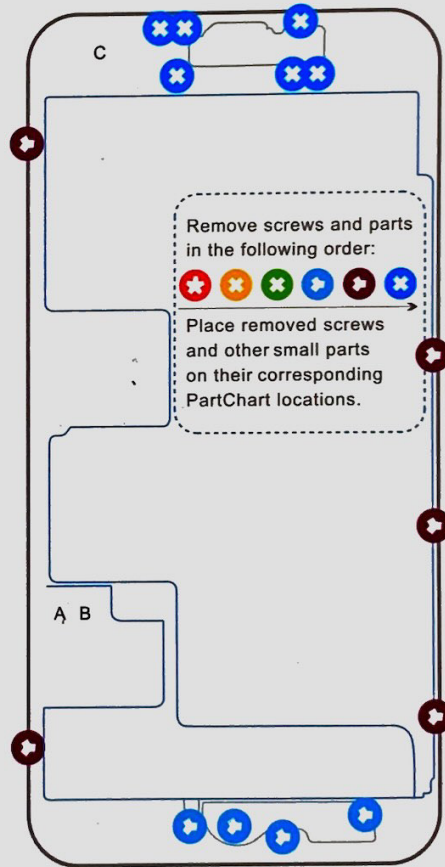 C
Remove screws and parts
in the following order:
Place removed screws
and other small parts
on their corresponding
PartChart locations.
A, B